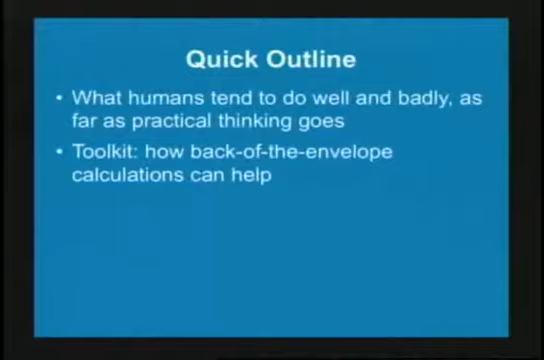 Quick Outline
• What humans tend to do well and badly, as
far as practical thinking goes
• Toolkit: how back-of-the-envelope
calculations can help